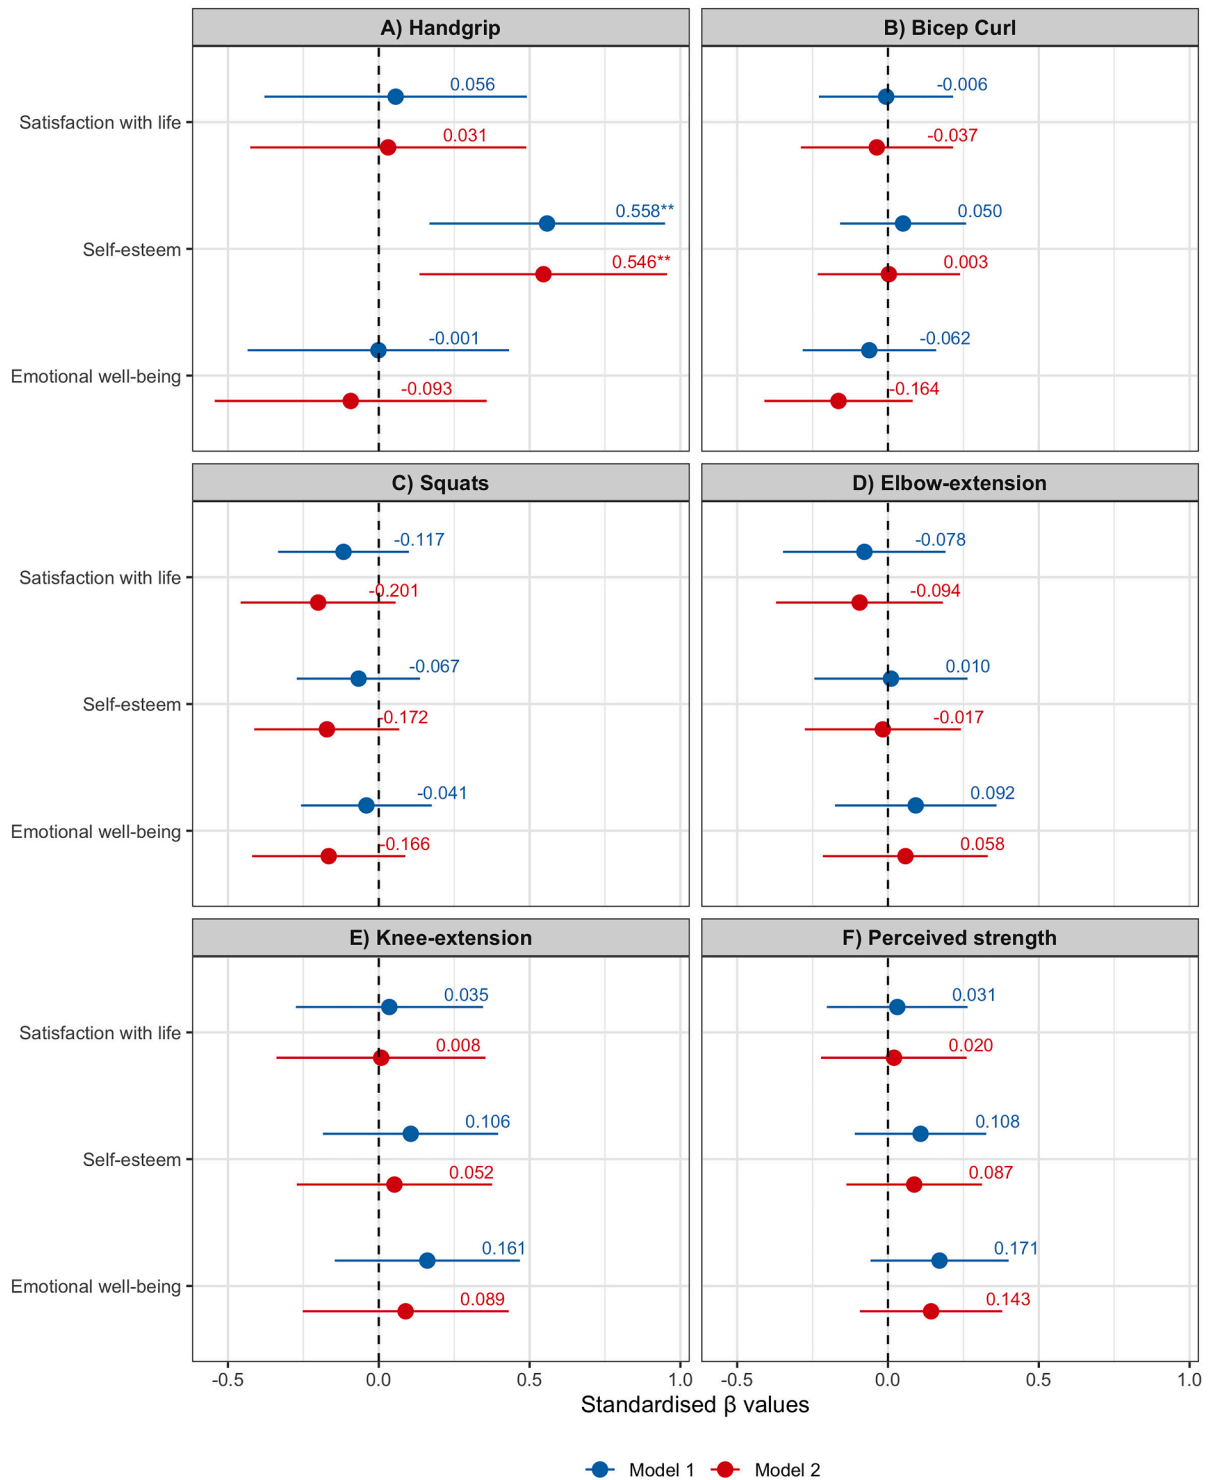 A) Handgrip
B) Bicep Curl
Satisfaction with life
0.056
0.031
-0.006
-0.037
Self-esteem
0.558**
0.546**
0.050
0.003
Emotional well-being
-0.001
-0.093
-0.062
-0.164
C) Squats
D) Elbow-extension
Satisfaction with life
-0.117
-0.201
-0.078
-0.094
Self-esteem
-0.067
-0.172
0.010
-0.017
Emotional well-being
-0.041
-0.166
0.092
0.058
E) Knee-extension
F) Perceived strength
Satisfaction with life
0.035
0.008
0.031
0.020
Self-esteem
0.106
0.052
0.108
0.087
Emotional well-being
0.161
0.089
0.171
0.143
-0.5 0.0 0.5 1.0
-0.5 0.0 0.5 1.0
Standardised β values
Model 1 Model 2